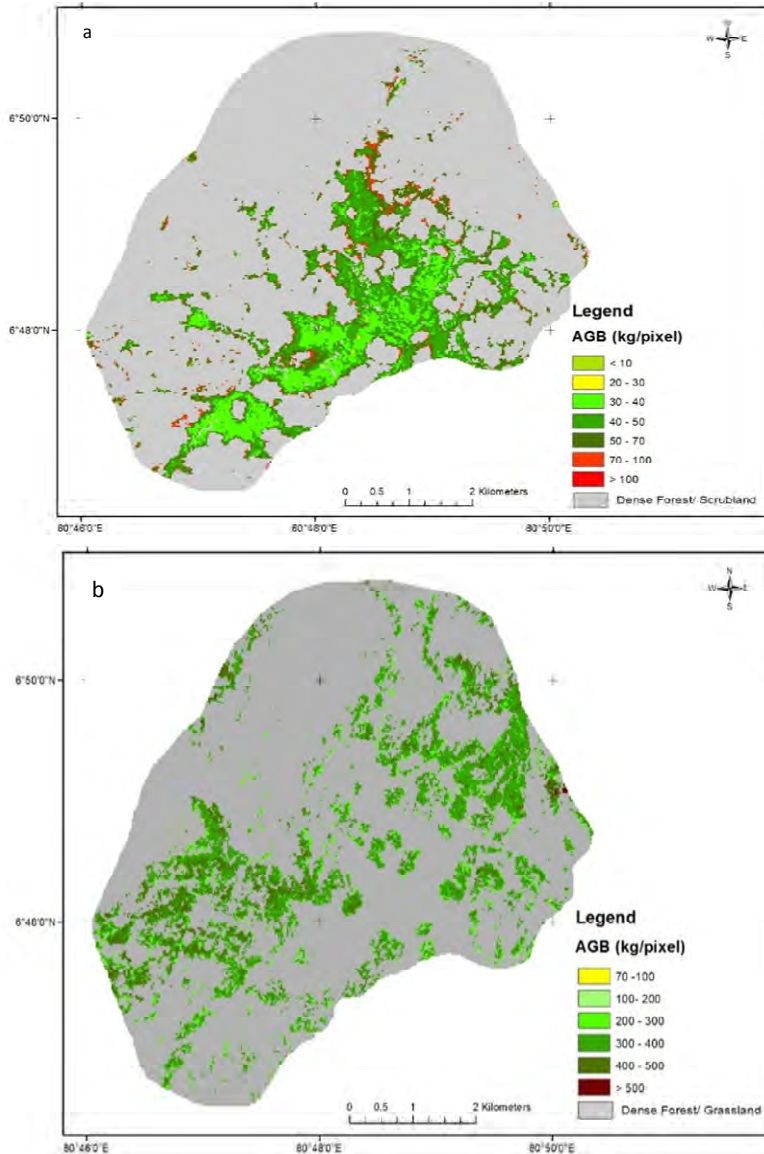 a
N
W E
S
6°50'0"N
6°48'0"N
Legend
AGB (kg/pixel)
< 10
20 - 30
30 - 40
40 - 50
50 - 70
70 - 100
> 100
Dense Forest/ Scrubland
0 0.5 1 2 Kilometers
80°46'0"E 80°48'0"E 80°50'0"E
b
N
W E
S
6°50'0"N
6°48'0"N
Legend
AGB (kg/pixel)
70 -100
100- 200
200 - 300
300 - 400
400 - 500
> 500
Dense Forest/ Grassland
0 0.5 1 2 Kilometers
80°46'0"E 80°48'0"E 80°50'0"E